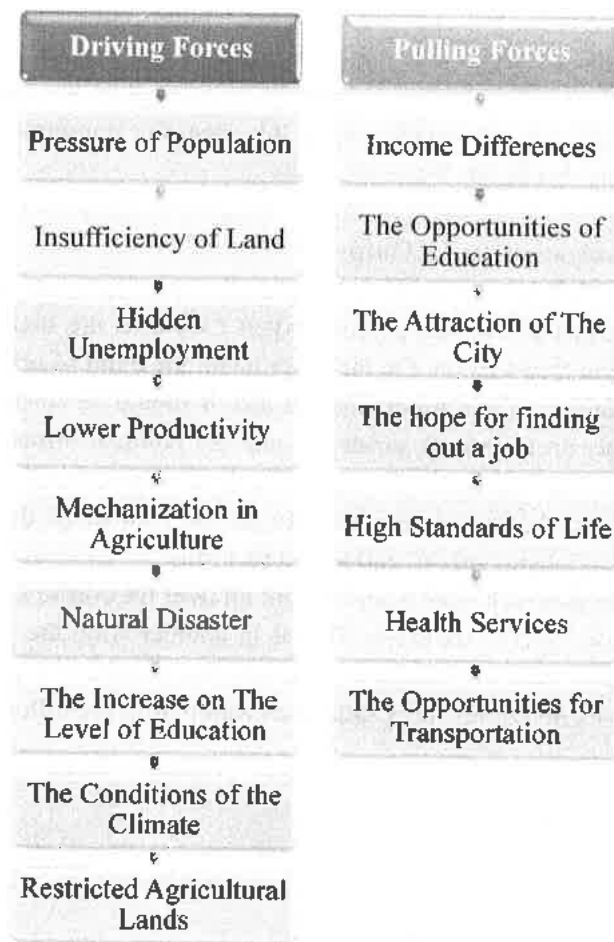 Driving Forces
Pressure of Population
Insufficiency of Land
Hidden
Unemployment
Lower Productivity
Mechanization in
Agriculture
Natural Disaster
The Increase on The
Level of Education
The Conditions of the
Climate
Restricted Agricultural
Lands
Pulling Forces
Income Differences
The Opportunities of
Education
The Attraction of The
City
The hope for finding
out a job
High Standards of Life
Health Services
The Opportunities for
Transportation